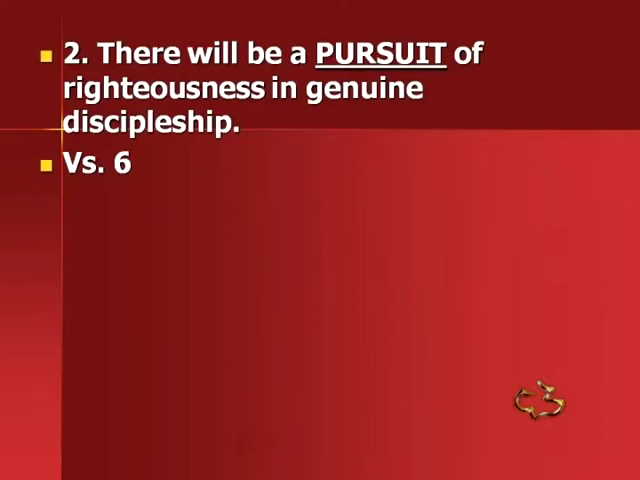 2. There will be a PURSUIT of
righteousness in genuine
discipleship.
Vs. 6